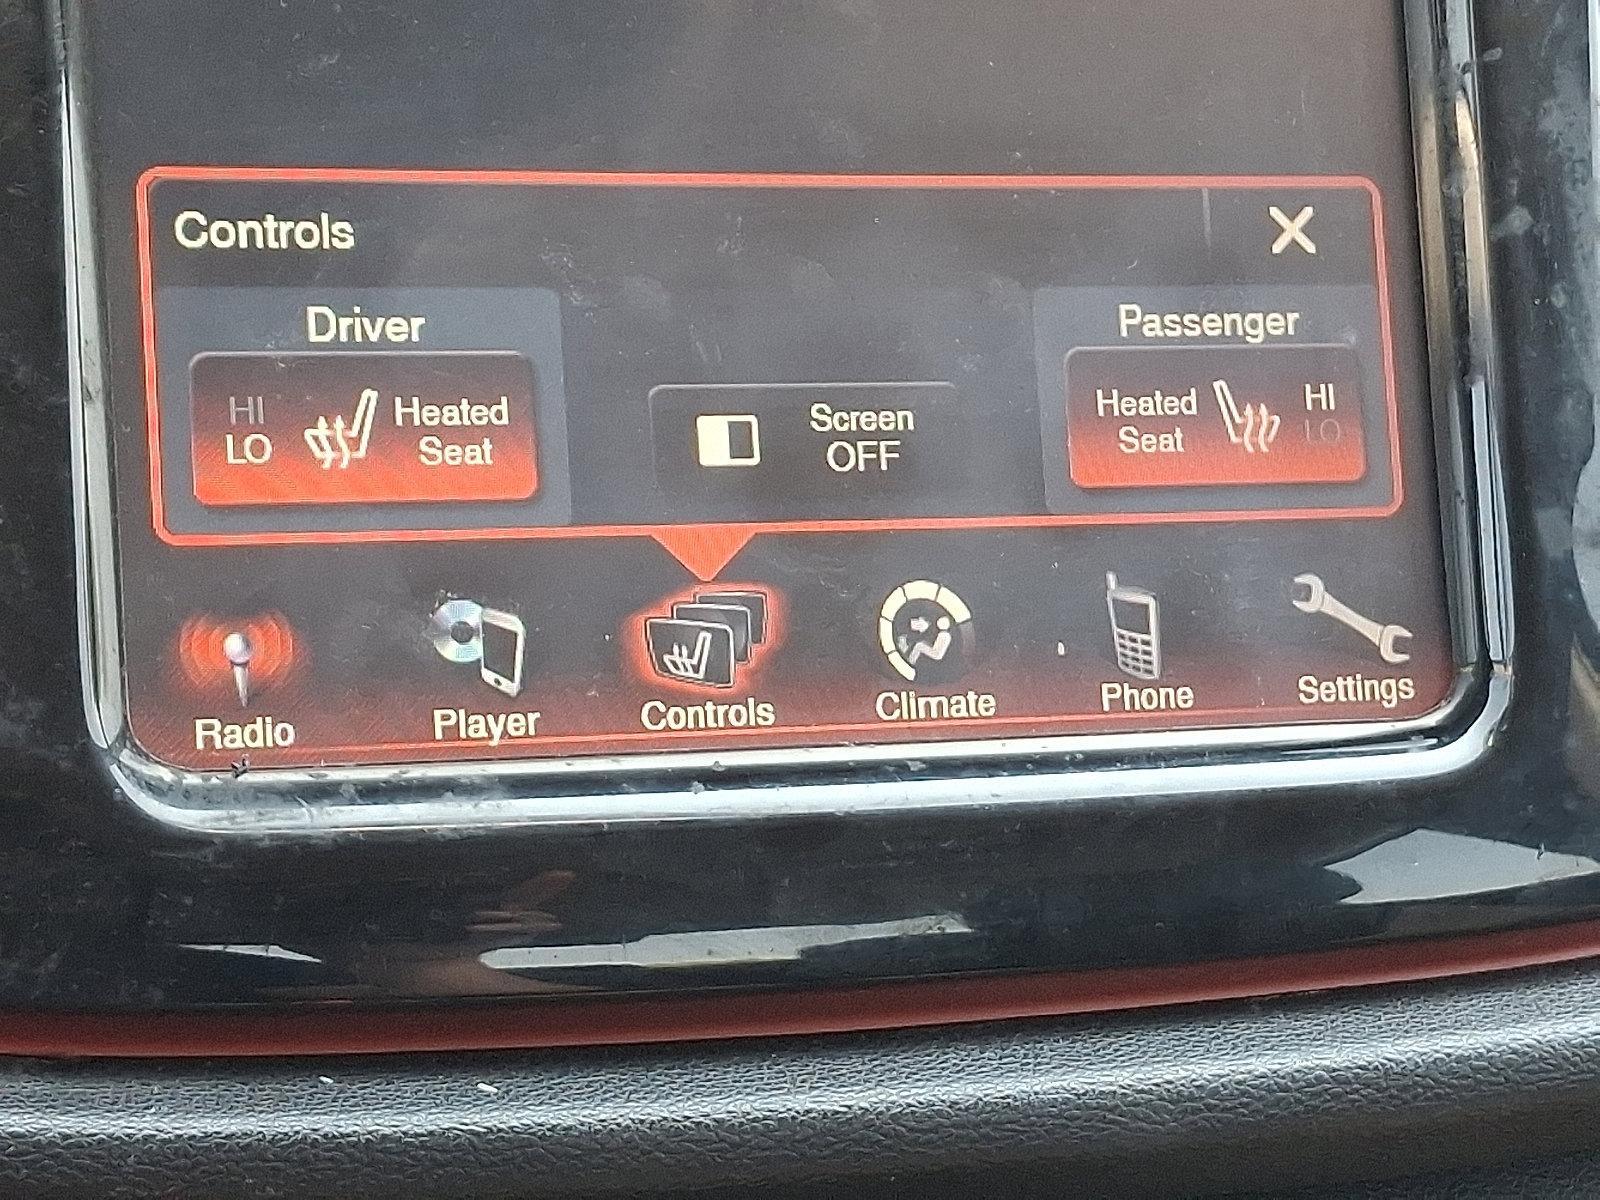 Controls
Driver
Passenger
HI
LO
Heated
Seat
Screen
OFF
Heated
Seat
HI
LO
Radio
Player
Controls
Climate
Phone
Settings